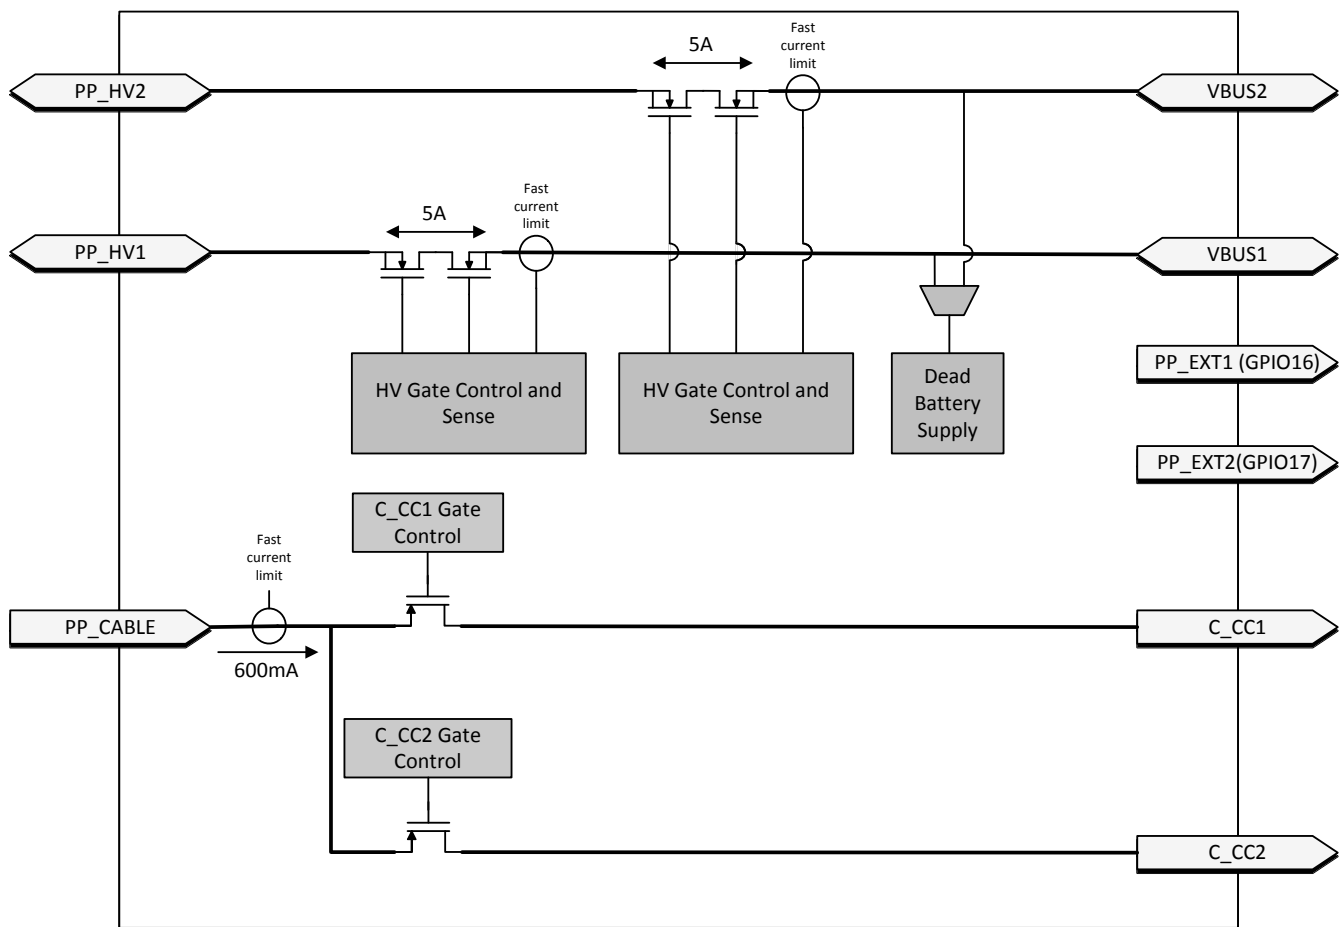 5A
Fast
current
limit
PP_HV2
VBUS2
5A
Fast
current
limit
PP_HV1
VBUS1
HV Gate Control and
Sense
HV Gate Control and
Sense
Dead
Battery
Supply
PP_EXT1 (GPIO16)
PP_EXT2(GPIO17)
C_CC1 Gate
Control
Fast
current
limit
PP_CABLE
600mA
C_CC1
C_CC2 Gate
Control
C_CC2